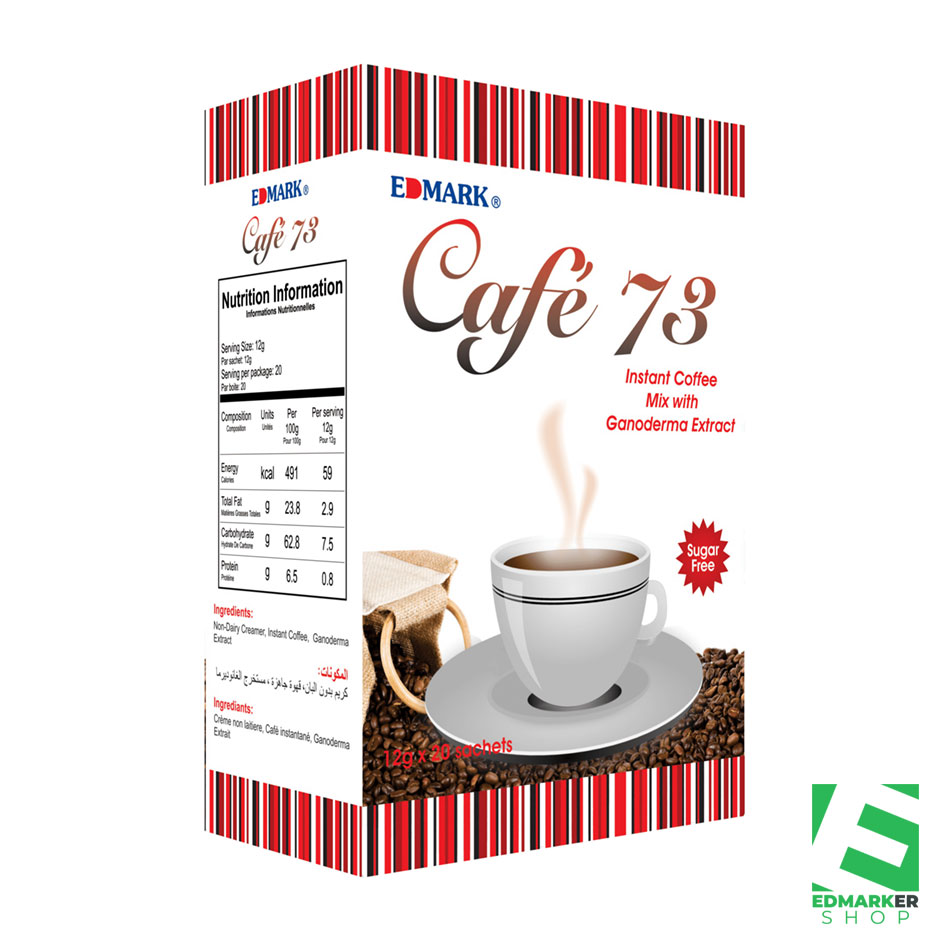 EDMARK®
Café 73
Nutrition Information
Informations Nutritionnelles
Serving Size: 12g
Par sachet: 12g
Serving per package: 20
Par boite: 20
Composition Units Per Per serving
100g 12g
Composition Unités Pour 100g Pour 12g
Energy kcal 491 59
Calories
Total Fat g 23.8 2.9
Matières Grasses Totales
Carbohydrate g 62.8 7.5
Hydrate De Carbone
Protein g 6.5 0.8
Protéine
Ingredients:
Non-Dairy Creamer, Instant Coffee, Ganoderma
Extract
المكونات:
كريم بدون البان، قهوة جاهزة ، مستخرج الغانوديرما
Ingrediants:
Crème non laitiere, Café instantané, Ganoderma
Extrait
EDMARK®
Café 73
Instant Coffee
Mix with
Ganoderma Extract
Sugar
Free
12g x 20 sachets
EDMARKER
SHOP